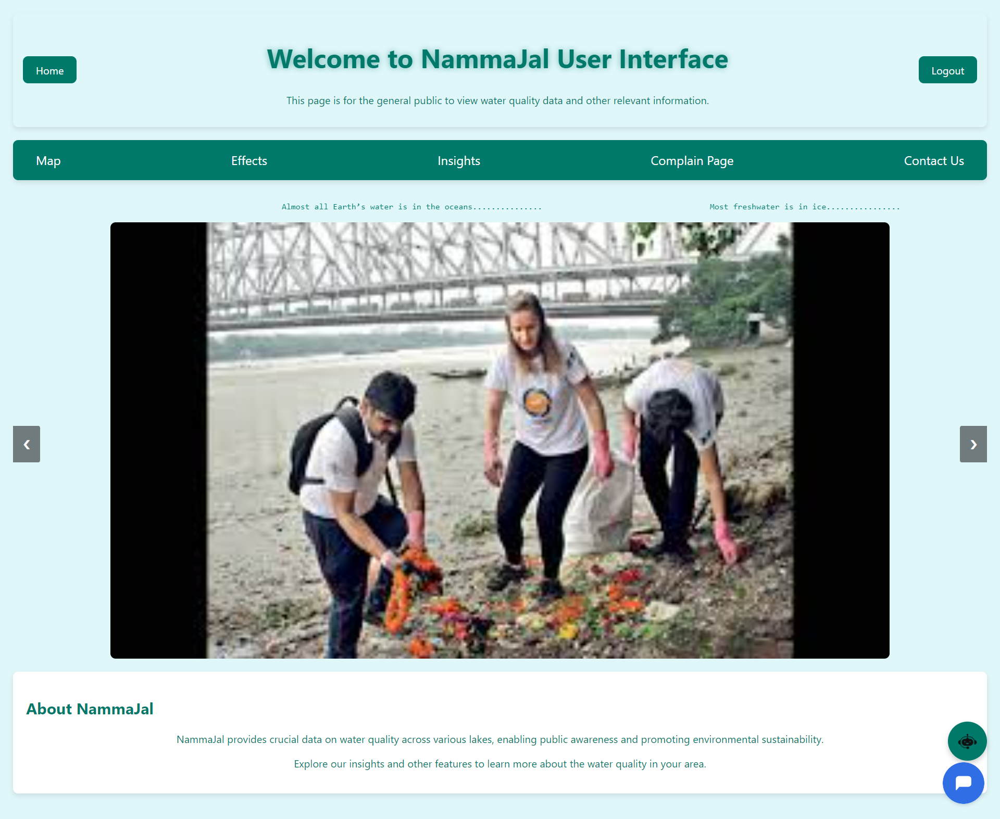 Welcome to NammaJal User Interface
Home
Logout
This page is for the general public to view water quality data and other relevant information.
Map Effects Insights Complain Page Contact Us
Almost all Earth’s water is in the oceans............... Most freshwater is in ice................
About NammaJal
NammaJal provides crucial data on water quality across various lakes, enabling public awareness and promoting environmental sustainability.
Explore our insights and other features to learn more about the water quality in your area.